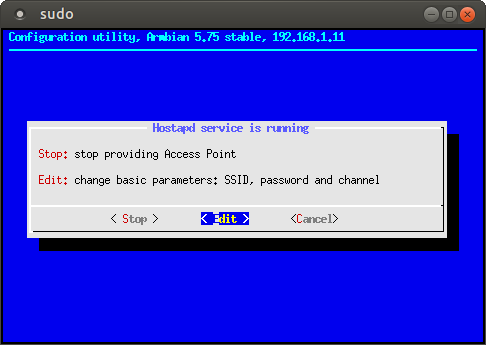 sudo
Configuration utility, Armbian 5.75 stable, 192.168.1.11
Hostapd service is running
Stop: stop providing Access Point
Edit: change basic parameters: SSID, password and channel
< Stop > < Edit > <Cancel>